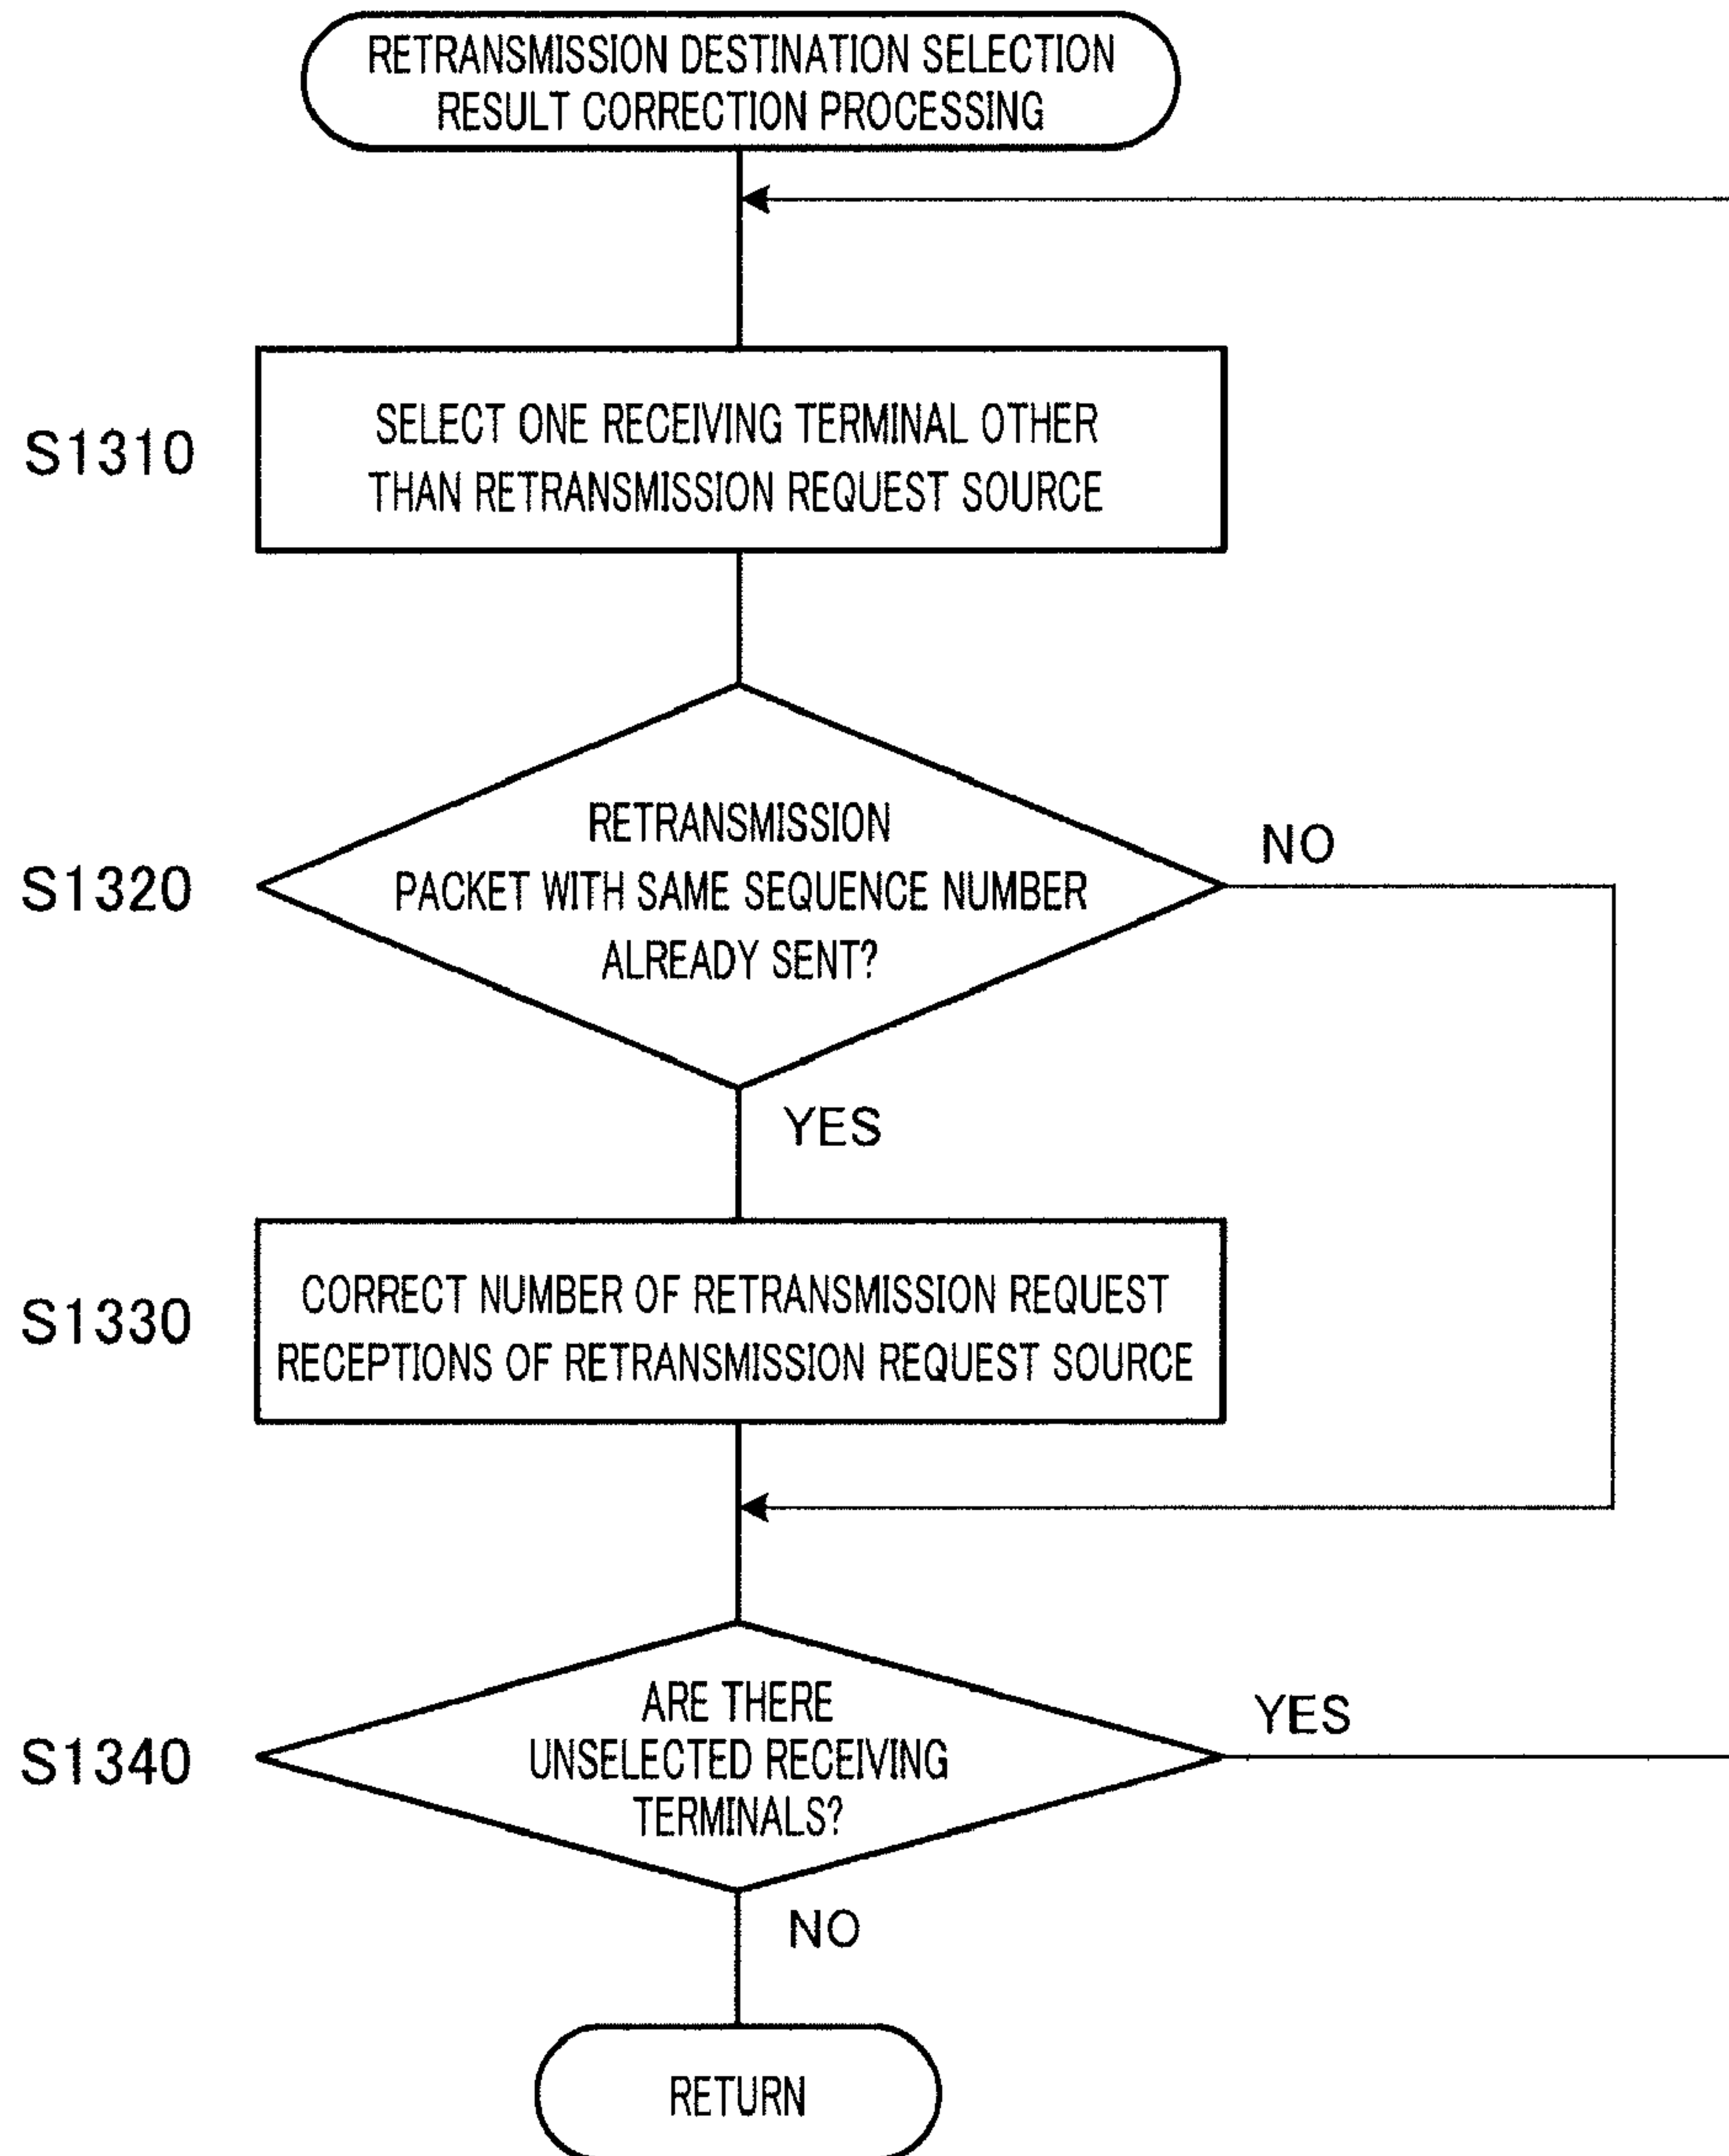 RETRANSMISSION DESTINATION SELECTION
RESULT CORRECTION PROCESSING
S1310
SELECT ONE RECEIVING TERMINAL OTHER
THAN RETRANSMISSION REQUEST SOURCE
S1320
RETRANSMISSION
PACKET WITH SAME SEQUENCE NUMBER
ALREADY SENT?
NO
YES
S1330
CORRECT NUMBER OF RETRANSMISSION REQUEST
RECEPTIONS OF RETRANSMISSION REQUEST SOURCE
S1340
ARE THERE
UNSELECTED RECEIVING
TERMINALS?
YES
NO
RETURN